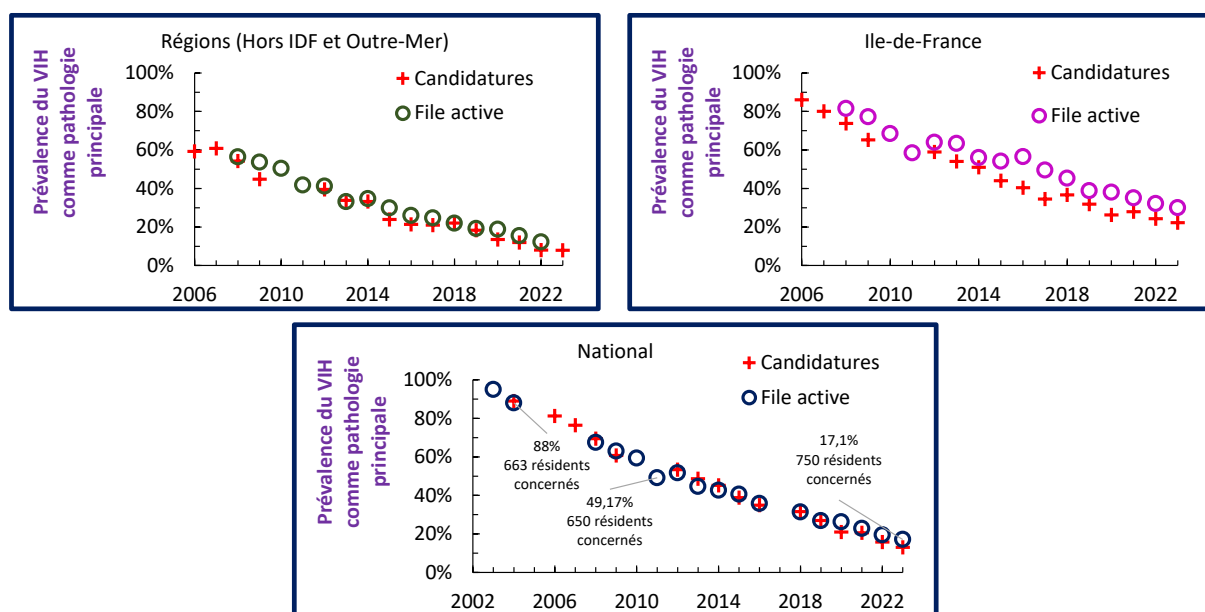 Régions (Hors IDF et Outre-Mer)
Prévalence du VIH
comme pathologie
principale
100%
80%
60%
40%
20%
0%
Candidatures
File active
2006 2010 2014 2018 2022
Ile-de-France
Prévalence du VIH
comme pathologie
principale
100%
80%
60%
40%
20%
0%
Candidatures
File active
2006 2010 2014 2018 2022
National
Prévalence du VIH
comme pathologie
principale
100%
80%
60%
40%
20%
0%
Candidatures
File active
88%
663 résidents
concernés
49,17%
650 résidents
concernés
17,1%
750 résidents
concernés
2002 2006 2010 2014 2018 2022